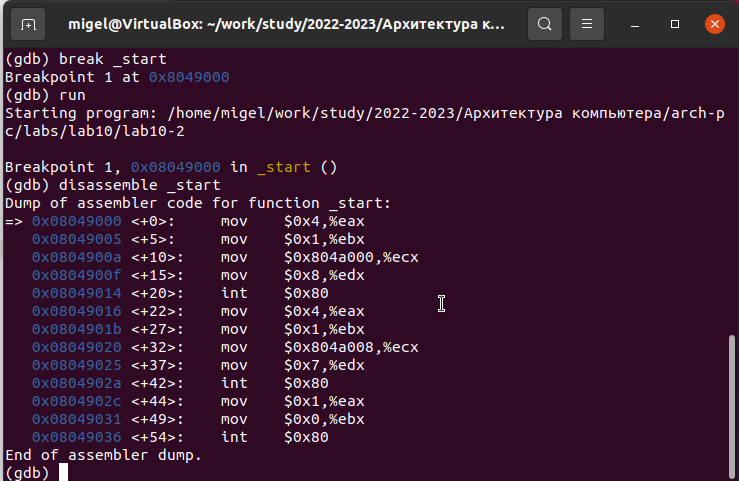 migel@VirtualBox: ~/work/study/2022-2023/Архитектура к...
(gdb) break _start
Breakpoint 1 at 0x8049000
(gdb) run
Starting program: /home/migel/work/study/2022-2023/Архитектура компьютера/arch-p
c/labs/lab10/lab10-2
Breakpoint 1, 0x08049000 in _start ()
(gdb) disassemble _start
Dump of assembler code for function _start:
=> 0x08049000 <+0>:     mov    $0x4,%eax
   0x08049005 <+5>:     mov    $0x1,%ebx
   0x0804900a <+10>:    mov    $0x804a000,%ecx
   0x0804900f <+15>:    mov    $0x8,%edx
   0x08049014 <+20>:    int    $0x80
   0x08049016 <+22>:    mov    $0x4,%eax
   0x0804901b <+27>:    mov    $0x1,%ebx
   0x08049020 <+32>:    mov    $0x804a008,%ecx
   0x08049025 <+37>:    mov    $0x7,%edx
   0x0804902a <+42>:    int    $0x80
   0x0804902c <+44>:    mov    $0x1,%eax
   0x08049031 <+49>:    mov    $0x0,%ebx
   0x08049036 <+54>:    int    $0x80
End of assembler dump.
(gdb)